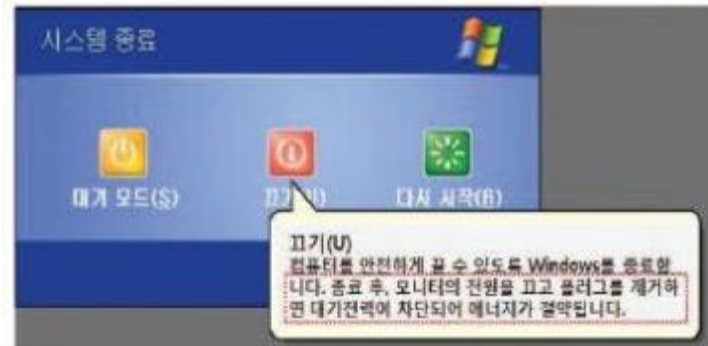 시스템 종료
대기 모드(S)
끄기(U)
다시 시작(R)
끄기(U)
컴퓨터를 안전하게 끌 수 있도록 Windows를 종료합
니다. 종료 후, 모니터의 전원을 끄고 플러그를 제거하
면 대기전력이 차단되어 에너지가 절약됩니다.